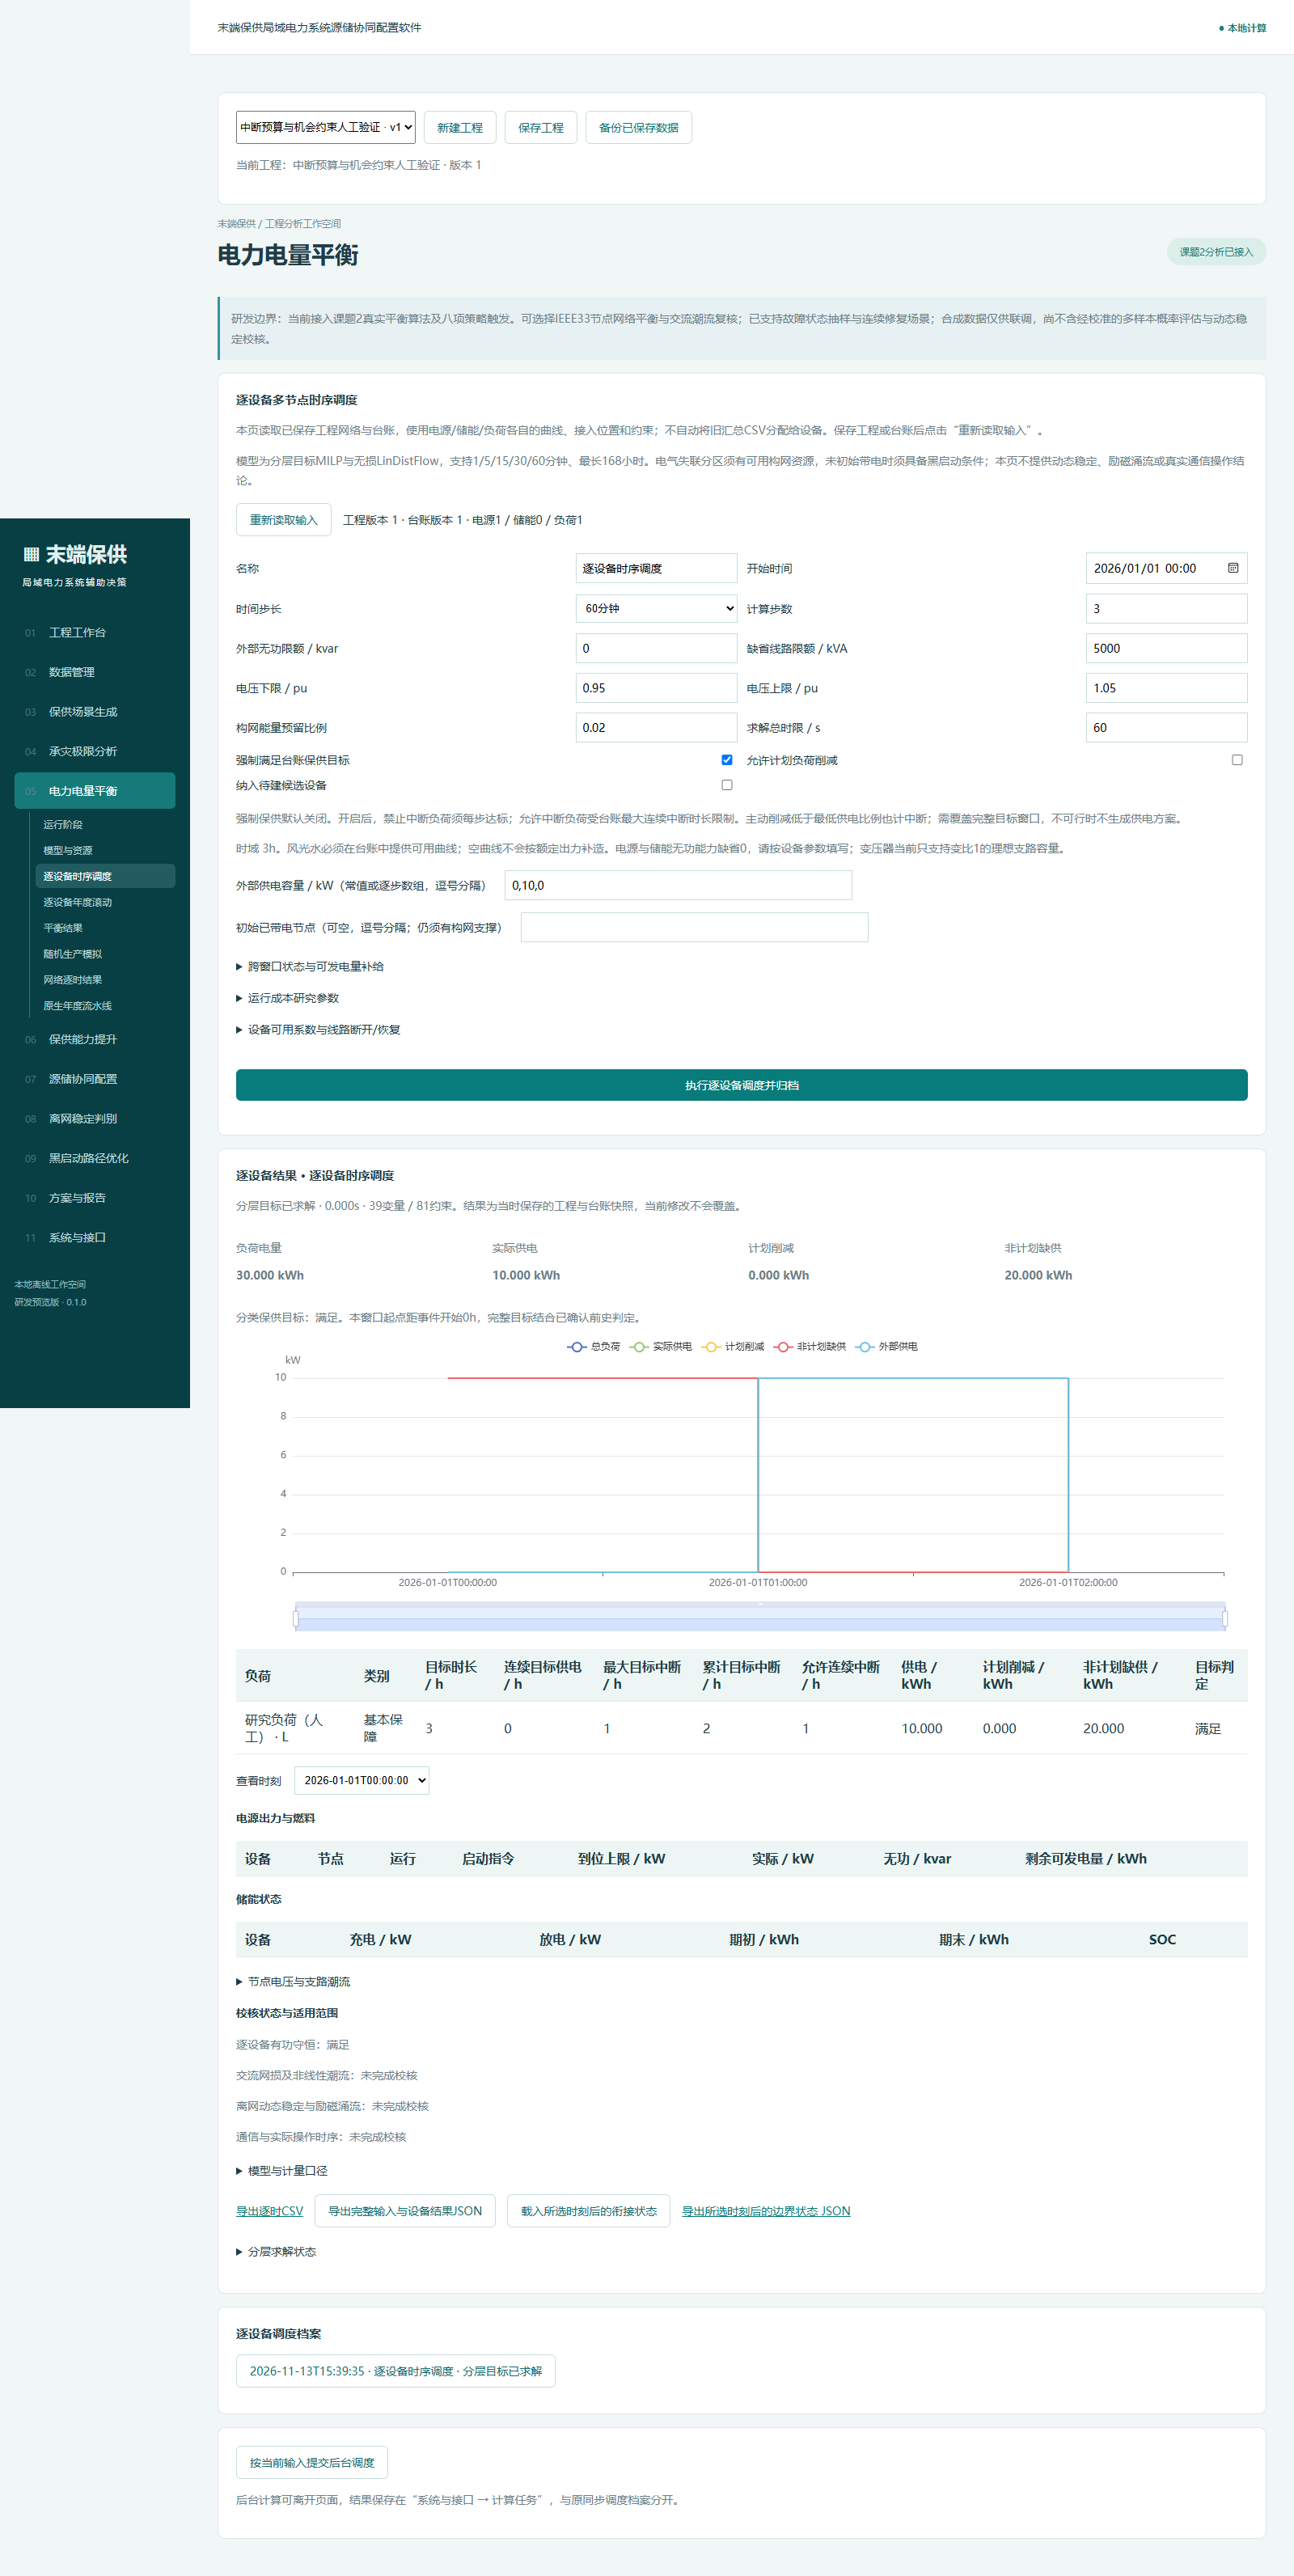 末端保供局域电力系统源储协同配置软件
● 本地计算
中断预算与机会约束人工验证 · v1
新建工程
保存工程
备份已保存数据
当前工程：中断预算与机会约束人工验证 · 版本 1
末端保供 / 工程分析工作空间
电力电量平衡
课题2分析已接入
研发边界：当前接入课题2真实平衡算法及八项策略触发。可选择IEEE33节点网络平衡与交流潮流复核；已支持故障状态抽样与连续修复场景；合成数据仅供联调，尚不含经校准的多样本概率评估与动态稳
定校核。
逐设备多节点时序调度
本页读取已保存工程网络与台账，使用电源/储能/负荷各自的曲线、接入位置和约束；不自动将旧汇总CSV分配给设备。保存工程或台账后点击“重新读取输入”。
模型为分层目标MILP与无损LinDistFlow，支持1/5/15/30/60分钟、最长168小时。电气失联分区须有可用构网资源，未初始带电时须具备黑启动条件；本页不提供动态稳定、励磁涌流或真实通信操作结
论。
重新读取输入
工程版本 1 · 台账版本 1 · 电源1 / 储能0 / 负荷1
名称
逐设备时序调度
开始时间
2026/01/01 00:00
时间步长
60分钟
计算步数
3
外部无功限额 / kvar
0
缺省线路限额 / kVA
5000
电压下限 / pu
0.95
电压上限 / pu
1.05
构网能量预留比例
0.02
求解总时限 / s
60
强制满足台账保供目标
允许计划负荷削减
纳入待建候选设备
强制保供默认关闭。开启后，禁止中断负荷须每步达标；允许中断负荷受台账最大连续中断时长限制。主动削减低于最低供电比例也计中断；需覆盖完整目标窗口，不可行时不生成供电方案。
时域 3h。风光水必须在台账中提供可用曲线；空曲线不会按额定出力补造。电源与储能无功能力缺省0，请按设备参数填写；变压器当前只支持变比1的理想支路容量。
外部供电容量 / kW（常值或逐步数组，逗号分隔）
0,10,0
初始已带电节点（可空，逗号分隔；仍须有构网支撑）
▶ 跨窗口状态与可发电量补给
▶ 运行成本研究参数
▶ 设备可用系数与线路断开/恢复
执行逐设备调度并归档
▦ 末端保供
局域电力系统辅助决策
01 工程工作台
02 数据管理
03 保供场景生成
04 承灾极限分析
05 电力电量平衡
运行阶段
模型与资源
逐设备时序调度
逐设备年度滚动
平衡结果
随机生产模拟
网络逐时结果
原生年度流水线
06 保供能力提升
07 源储协同配置
08 离网稳定判别
09 黑启动路径优化
10 方案与报告
11 系统与接口
本地离线工作空间
研发预览版 · 0.1.0
逐设备结果 • 逐设备时序调度
分层目标已求解 · 0.000s · 39变量 / 81约束。结果为当时保存的工程与台账快照，当前修改不会覆盖。
负荷电量
实际供电
计划削减
非计划缺供
30.000 kWh
10.000 kWh
0.000 kWh
20.000 kWh
分类保供目标：满足。本窗口起点距事件开始0h，完整目标结合已确认前史判定。
总负荷
实际供电
计划削减
非计划缺供
外部供电
kW
10
8
6
4
2
0
2026-01-01T00:00:00
2026-01-01T01:00:00
2026-01-01T02:00:00
负荷 类别 目标时长 / h 连续目标供电 / h 最大目标中断 / h 累计目标中断 / h 允许连续中断 / h 供电 / kWh 计划削减 / kWh 非计划缺供 / kWh 目标判定
研究负荷（人工）· L 基本保障 3 0 1 2 1 10.000 0.000 20.000 满足
查看时刻
2026-01-01T00:00:00
电源出力与燃料
设备 节点 运行 启动指令 到位上限 / kW 实际 / kW 无功 / kvar 剩余可发电量 / kWh
储能状态
设备 充电 / kW 放电 / kW 期初 / kWh 期末 / kWh SOC
▶ 节点电压与支路潮流
校核状态与适用范围
逐设备有功守恒：满足
交流网损及非线性潮流：未完成校核
离网动态稳定与励磁涌流：未完成校核
通信与实际操作时序：未完成校核
▶ 模型与计量口径
导出逐时CSV
导出完整输入与设备结果JSON
载入所选时刻后的衔接状态
导出所选时刻后的边界状态 JSON
▶ 分层求解状态
逐设备调度档案
2026-11-13T15:39:35 · 逐设备时序调度 · 分层目标已求解
按当前输入提交后台调度
后台计算可离开页面，结果保存在“系统与接口 → 计算任务”，与原同步调度档案分开。